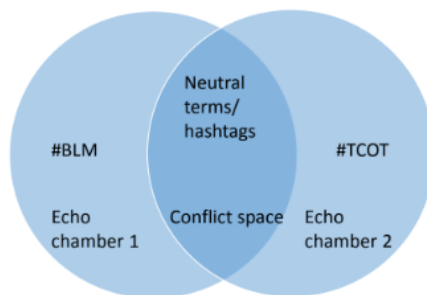 Neutral
terms/
hashtags
#BLM
#TCOT
Echo
chamber 1
Conflict space
Echo
chamber 2